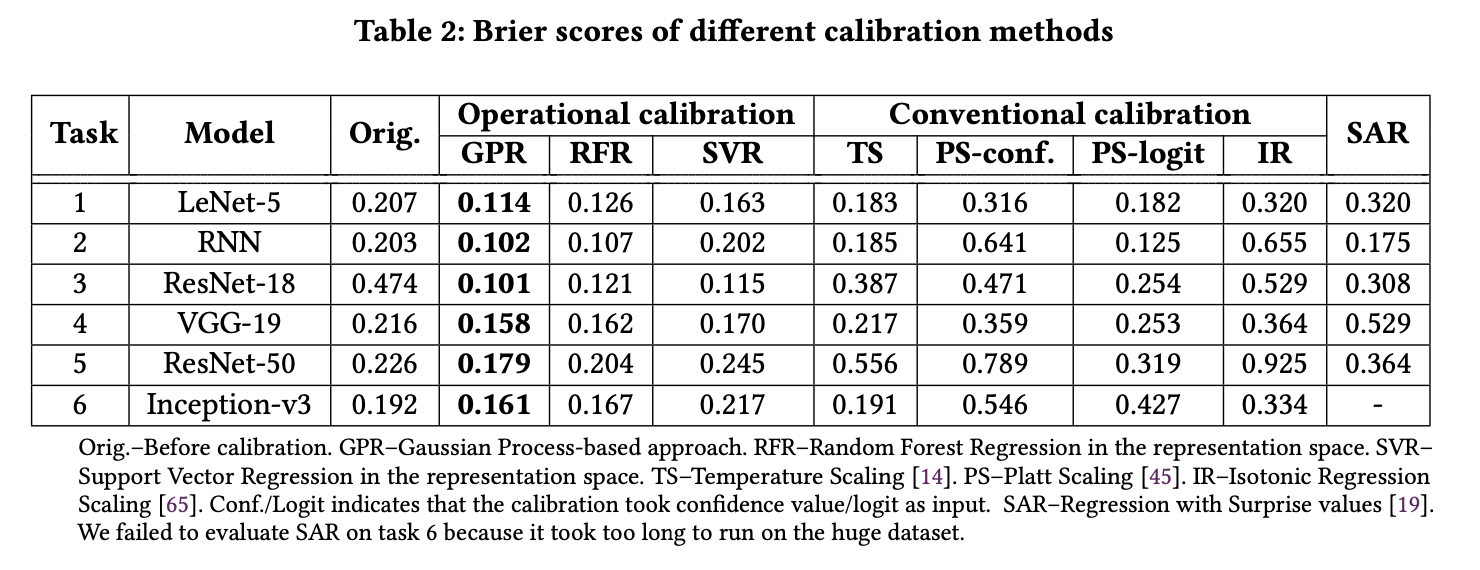 Table 2: Brier scores of different calibration methods
Task Model Orig. Operational calibration Conventional calibration SAR
GPR RFR SVR TS PS-conf. PS-logit IR
1 LeNet-5 0.207 0.114 0.126 0.163 0.183 0.316 0.182 0.320 0.320
2 RNN 0.203 0.102 0.107 0.202 0.185 0.641 0.125 0.655 0.175
3 ResNet-18 0.474 0.101 0.121 0.115 0.387 0.471 0.254 0.529 0.308
4 VGG-19 0.216 0.158 0.162 0.170 0.217 0.359 0.253 0.364 0.529
5 ResNet-50 0.226 0.179 0.204 0.245 0.556 0.789 0.319 0.925 0.364
6 Inception-v3 0.192 0.161 0.167 0.217 0.191 0.546 0.427 0.334 -
Orig.–Before calibration. GPR–Gaussian Process-based approach. RFR–Random Forest Regression in the representation space. SVR–
Support Vector Regression in the representation space. TS–Temperature Scaling [14]. PS–Platt Scaling [45]. IR–Isotonic Regression
Scaling [65]. Conf./Logit indicates that the calibration took confidence value/logit as input. SAR–Regression with Surprise values [19].
We failed to evaluate SAR on task 6 because it took too long to run on the huge dataset.